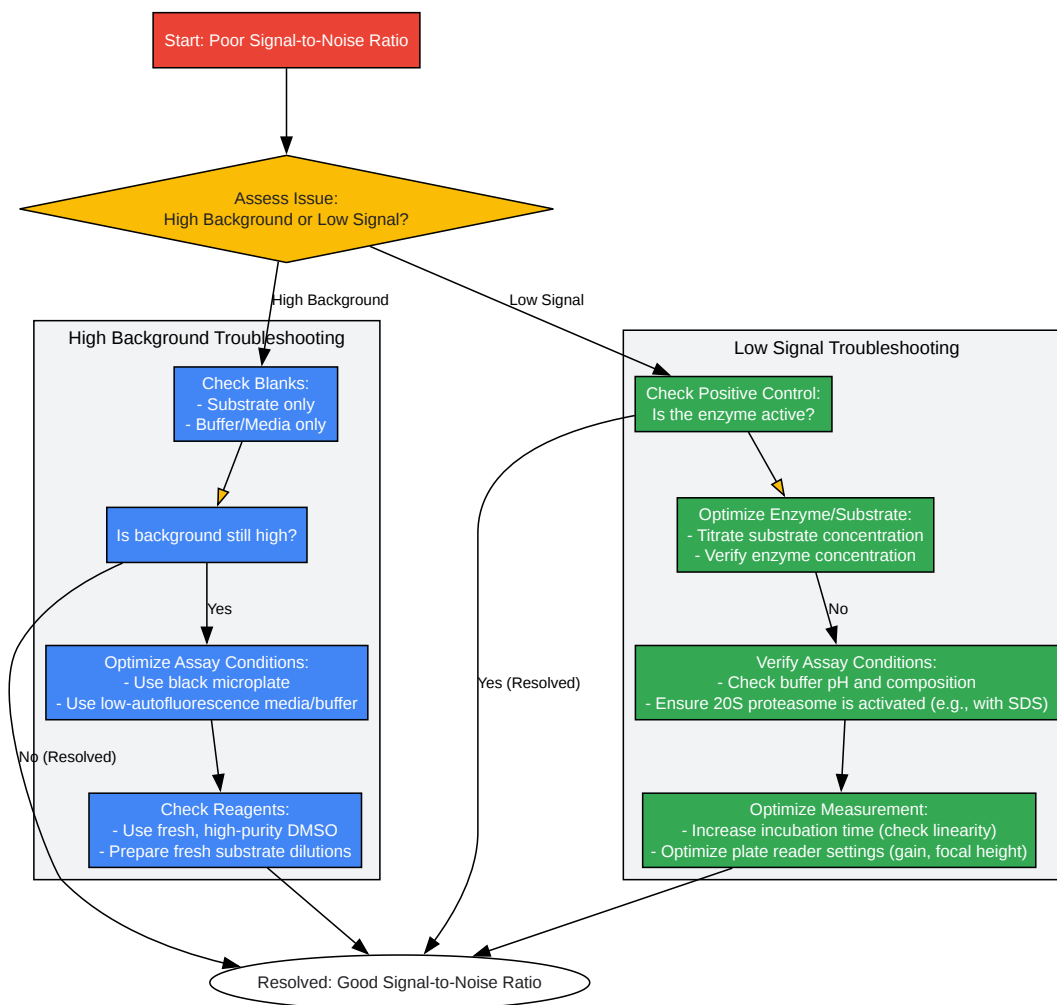 Start: Poor Signal-to-Noise Ratio
Assess Issue:
High Background or Low Signal?
High Background
Low Signal
High Background Troubleshooting
Check Blanks:
- Substrate only
- Buffer/Media only
Is background still high?
Yes
Optimize Assay Conditions:
- Use black microplate
- Use low-autofluorescence media/buffer
No (Resolved)
Check Reagents:
- Use fresh, high-purity DMSO
- Prepare fresh substrate dilutions
Low Signal Troubleshooting
Check Positive Control:
Is the enzyme active?
Optimize Enzyme/Substrate:
- Titrate substrate concentration
- Verify enzyme concentration
No
Yes (Resolved)
Verify Assay Conditions:
- Check buffer pH and composition
- Ensure 20S proteasome is activated (e.g., with SDS)
Optimize Measurement:
- Increase incubation time (check linearity)
- Optimize plate reader settings (gain, focal height)
Resolved: Good Signal-to-Noise Ratio